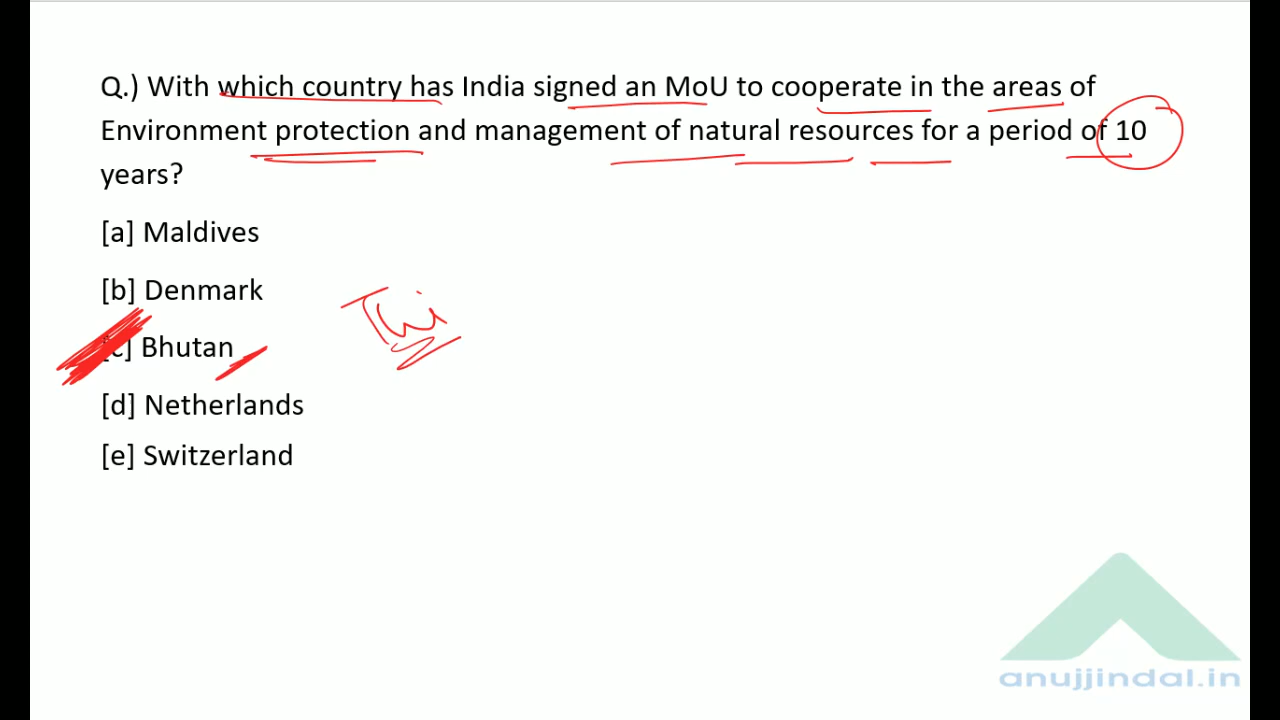 Q.) With which country has India signed an MoU to cooperate in the areas of
Environment protection and management of natural resources for a period of 10
years?
[a] Maldives
[b] Denmark
[c] Bhutan
Thi
[d] Netherlands
[e] Switzerland
anujjindal.in